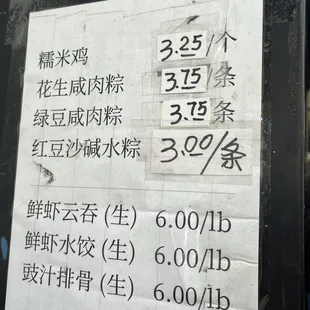 糯米鸡 3.25/个
花生咸肉粽 3.75/条
绿豆咸肉粽 3.75条
红豆沙碱水粽 3.00/条
鲜虾云吞 (生) 6.00/lb
鲜虾水饺 (生) 6.00/lb
豉汁排骨 (生) 6.00/lb